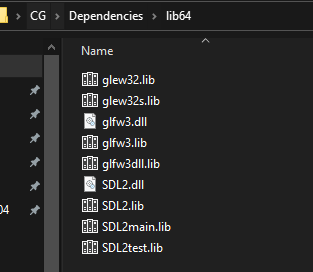 CG > Dependencies > lib64
Name
glew32.lib
glew32s.lib
glfw3.dll
glfw3.lib
glfw3dll.lib
SDL2.dll
04
SDL2.lib
SDL2main.lib
SDL2test.lib